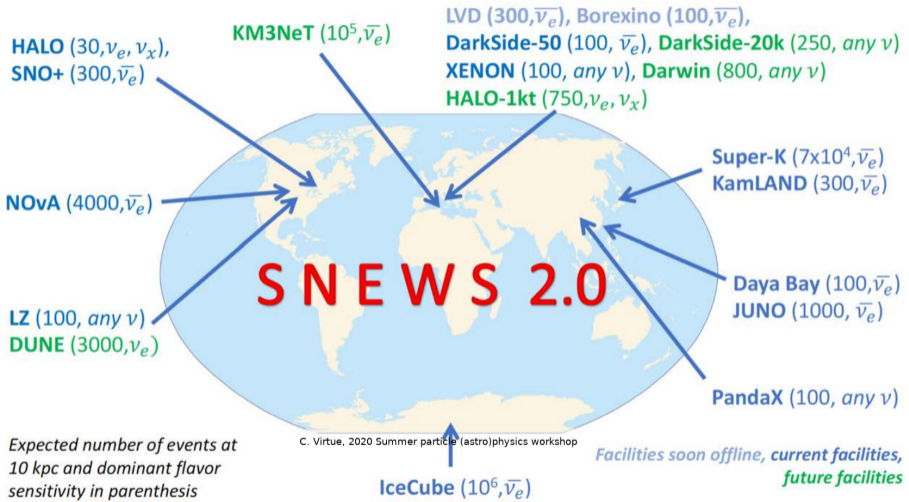 LVD (300,ν̅ₑ), Borexino (100,ν̅ₑ),
DarkSide-50 (100, ν̅ₑ), DarkSide-20k (250, any ν)
XENON (100, any ν), Darwin (800, any ν)
HALO-1kt (750,νₑ, νₓ)
KM3NeT (10⁵,ν̅ₑ)
HALO (30,νₑ, νₓ),
SNO+ (300,ν̅ₑ)
NOvA (4000,ν̅ₑ)
LZ (100, any ν)
DUNE (3000,νₑ)
Super-K (7x10⁴,ν̅ₑ)
KamLAND (300,ν̅ₑ)
SNEWS 2.0
Daya Bay (100,ν̅ₑ)
JUNO (1000, ν̅ₑ)
PandaX (100, any ν)
IceCube (10⁶,ν̅ₑ)
C. Virtue, 2020 Summer particle (astro)physics workshop
Expected number of events at
10 kpc and dominant flavor
sensitivity in parenthesis
Facilities soon offline, current facilities,
future facilities